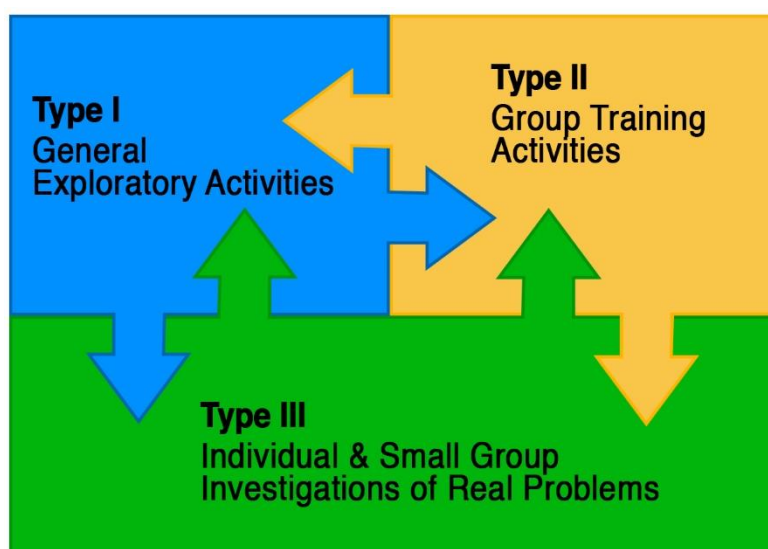 Type I
General
Exploratory Activities
Type II
Group Training
Activities
Type III
Individual & Small Group
Investigations of Real Problems